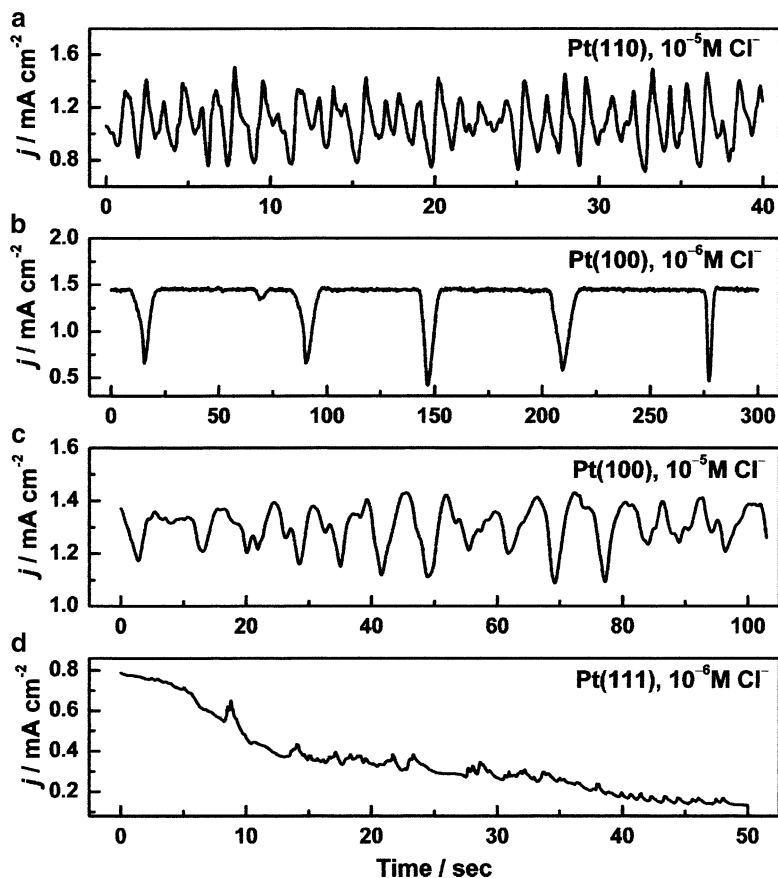 a
Pt(110), 10⁻⁵M Cl⁻
j / mA cm⁻²
1.6
1.2
0.8
0 10 20 30 40
b
Pt(100), 10⁻⁶M Cl⁻
j / mA cm⁻²
2.0
1.5
1.0
0.5
0 50 100 150 200 250 300
c
Pt(100), 10⁻⁵M Cl⁻
j / mA cm⁻²
1.6
1.4
1.2
1.0
0 20 40 60 80 100
d
Pt(111), 10⁻⁶M Cl⁻
j / mA cm⁻²
0.8
0.6
0.4
0.2
0 10 20 30 40 50
Time / sec